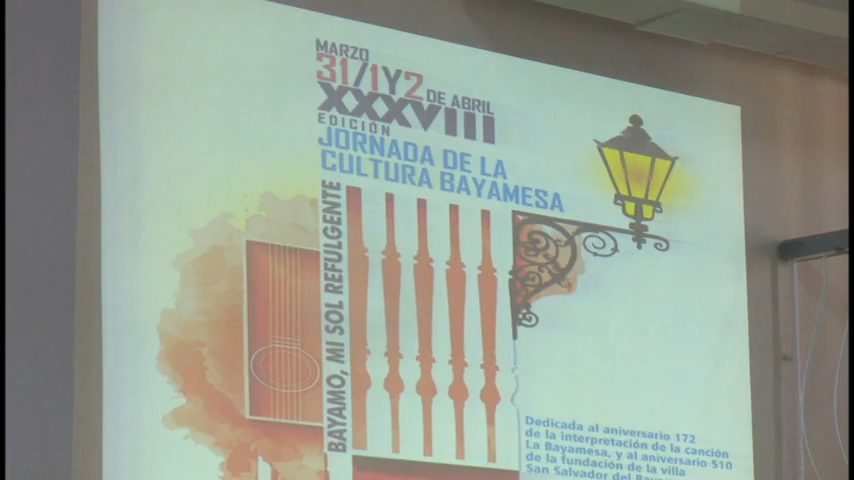 MARZO
31/1 Y 2 DE ABRIL
XXXVIII
EDICIÓN
JORNADA DE LA
CULTURA BAYAMESA
BAYAMO, MI SOL REFULGENTE
Dedicada al aniversario 172
de la interpretación de la canción
La Bayamesa, y al aniversario 510
de la fundación de la villa
San Salvador del